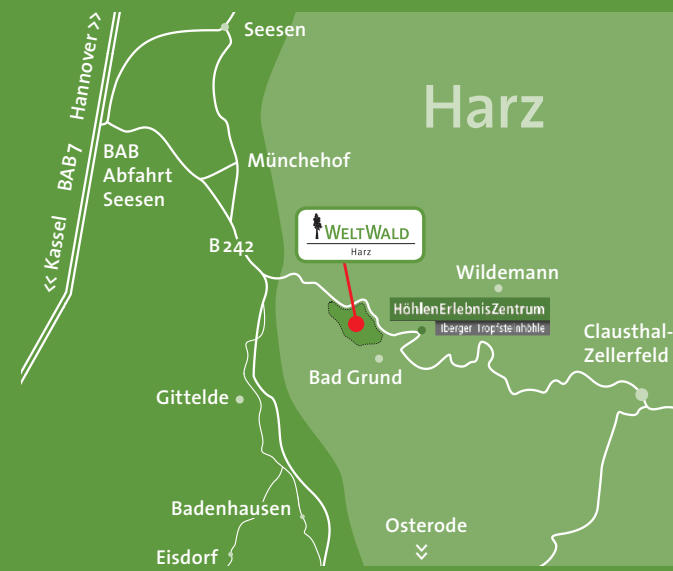 Hannover >>
BAB 7
<< Kassel
Seesen
Harz
BAB
Abfahrt
Seesen
Münchehof
WELTWALD
Harz
B 242
Wildemann
HöhlenErlebnisZentrum
Iberger Tropfsteinhöhle
Clausthal-
Zellerfeld
Bad Grund
Gittelde
Badenhausen
Osterode
Eisdorf